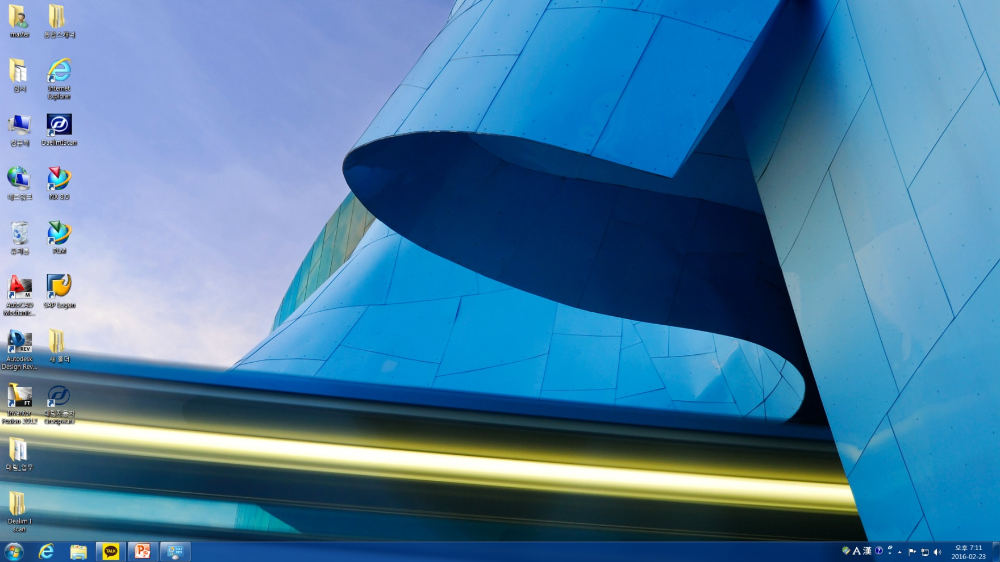 master
통합스캐너
임시
Internet
Explorer
컴퓨터
DaelimIScan
네트워크
NX 8.0
휴지통
PLM
M
AutoCAD
Mechanic...
SAP Logon
REV
Autodesk
Design Rev...
새 폴더
FT
Inventor
Fusion 2012
대림자동차
Groupware
대림_업무
Dealim I
scan
TALK
P
A 漢 ?
오후 7:11
2016-02-23